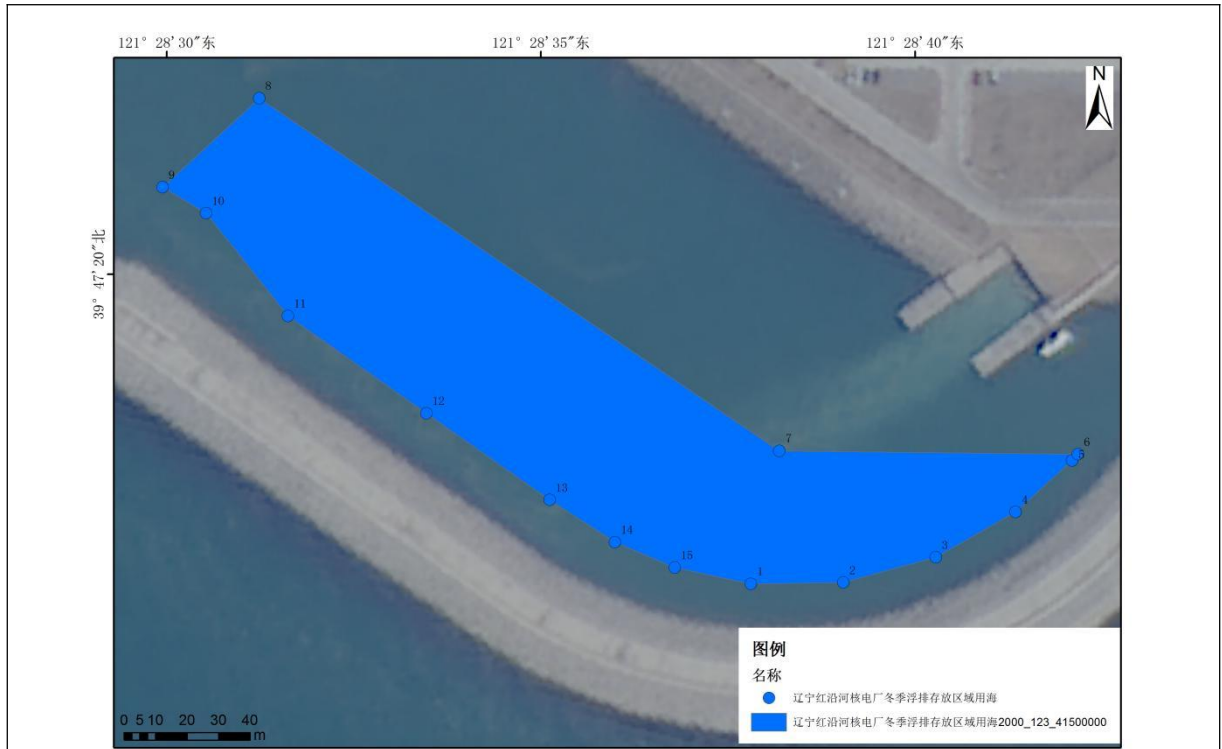 121° 28'30"东 121° 28'35"东 121° 28'40"东
N
8
9
10
39° 47'20"北
11
12
7
6
5
13
4
14
3
15
1
2
图例
名称
辽宁红沿河核电厂冬季浮排存放区域用海
辽宁红沿河核电厂冬季浮排存放区域用海2000_123_41500000
0 5 10 20 30 40
m